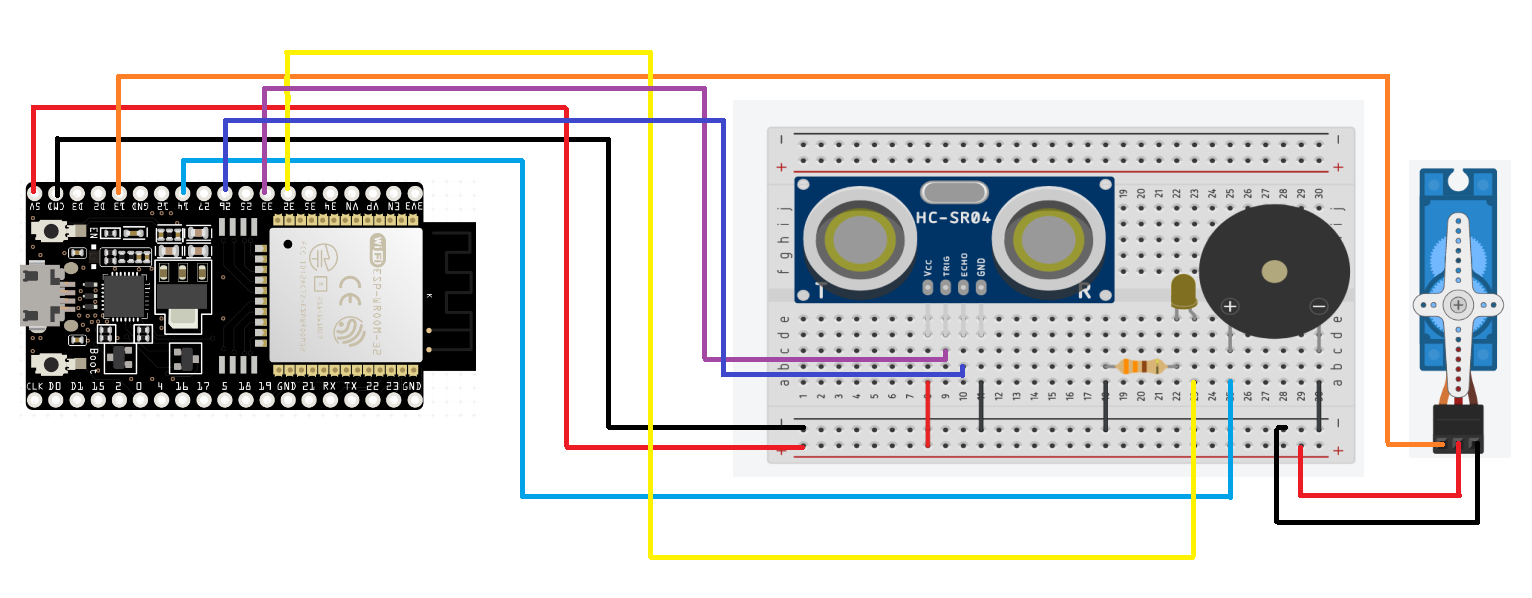 5V GND D3 D2 13 GND 12 14 27 26 25 33 32 35 34 VN VP EN 3V3
EN
WiFi
ESP-WROOM-32
CE
Boot
CLK D0 D1 15 2 0 4 16 17 5 18 19 GND 21 RX TX 22 23 GND
− −
+ +
HC-SR04
19 20 21 22 23 24 25 26 27 28 29 30
j j
i i
h
g
f
VCC TRIG ECHO GND
T R
+ −
e e
d d
c c
b b
a a
1 2 3 4 5 6 7 8 9 10 11 12 13 14 15 16 17 18 19 20 21 22 23 24 25 26 27 28 29 30
− −
+ +